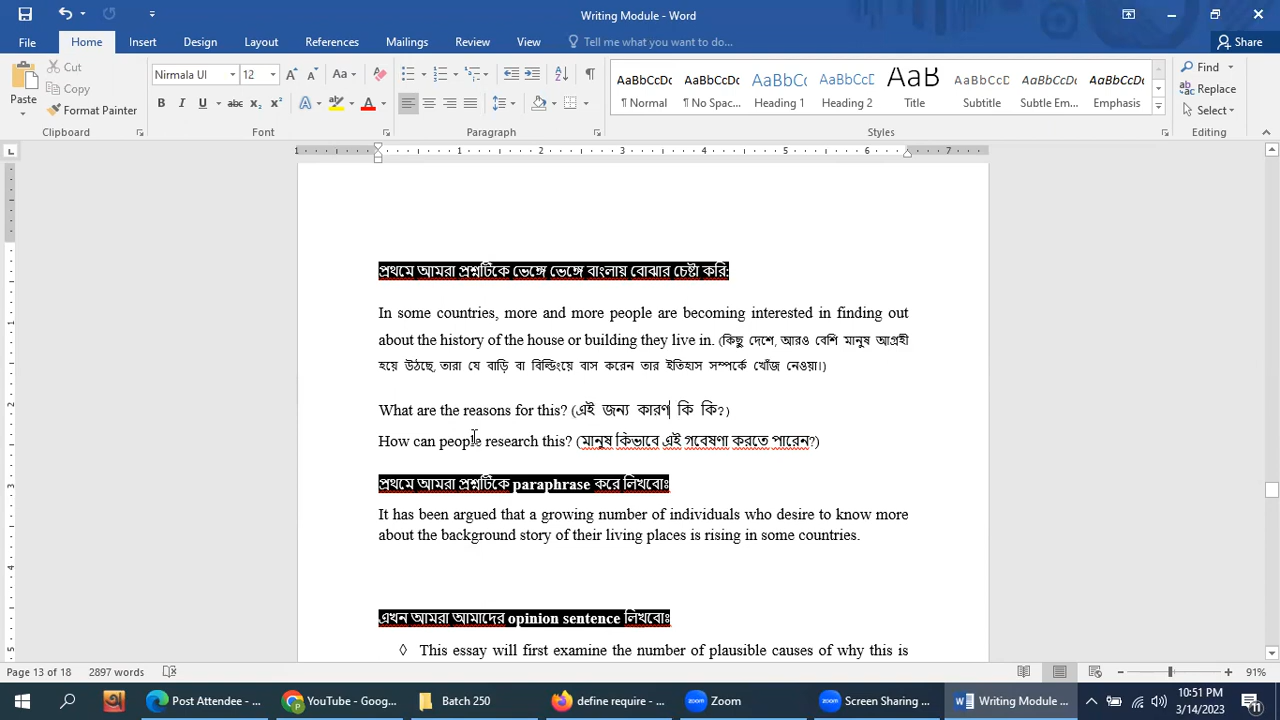 Writing Module - Word
File Home Insert Design Layout References Mailings Review View Tell me what you want to do... Share
Cut
Copy
Format Painter
Paste
Nirmala UI 12
AaBbCcDc AaBbCcDc AaBbCc AaBbCcC AaB AaBbCcD AaBbCcDc AaBbCcDc
¶ Normal ¶ No Spac... Heading Heading 2 Title Subtitle Subtle Em... Emphasis
Find
Replace
Select
Clipboard Font Paragraph Styles Editing
প্রথমে আমরা প্রশ্নটিকে ভেঙ্গে ভেঙ্গে বাংলায় বোঝার চেষ্টা করি:
In some countries, more and more people are becoming interested in finding out
about the history of the house or building they live in. (কিছু দেশে, আরও বেশি মানুষ আগ্রহী
হয়ে উঠছে, তারা যে বাড়ি বা বিল্ডিংয়ে বাস করেন তার ইতিহাস সম্পর্কে খোঁজ নেওয়া।)
What are the reasons for this? (এই জন্য কারণ কি কি?)
How can people research this? (মানুষ কিভাবে এই গবেষণা করতে পারেন?)
প্রথমে আমরা প্রশ্নটিকে paraphrase করে লিখবোঃ
It has been argued that a growing number of individuals who desire to know more
about the background story of their living places is rising in some countries.
এখন আমরা আমাদের opinion sentence লিখবোঃ
◊ This essay will first examine the number of plausible causes of why this is
Page 13 of 18 2897 words 91%
Post Attendee - ... YouTube - Goog... Batch 250 define require - ... Zoom Screen Sharing ... Writing Module - ... 10:51 PM
3/14/2023